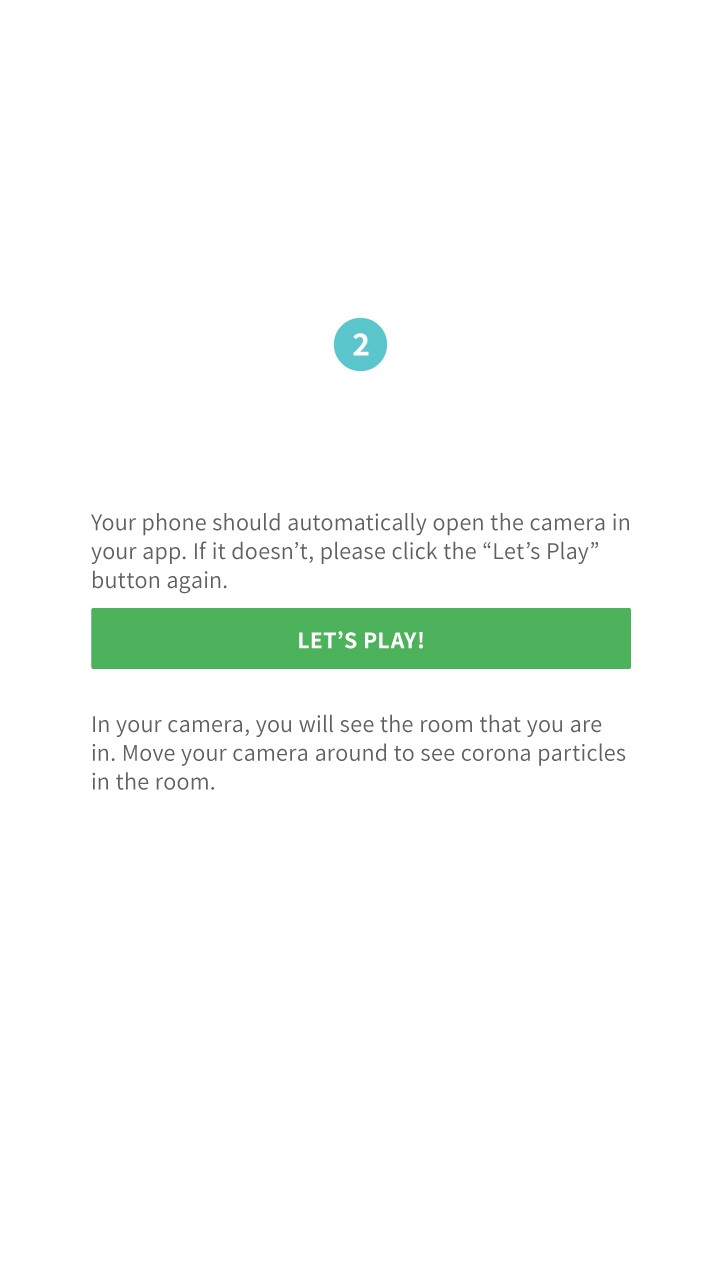 2
Your phone should automatically open the camera in
your app. If it doesn’t, please click the “Let’s Play”
button again.
LET’S PLAY!
In your camera, you will see the room that you are
in. Move your camera around to see corona particles
in the room.